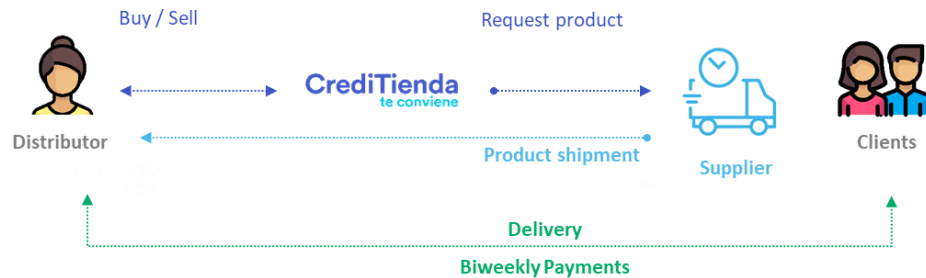 Buy / Sell
Request product
CrediTienda
te conviene
Distributor
Product shipment
Supplier
Clients
Delivery
Biweekly Payments